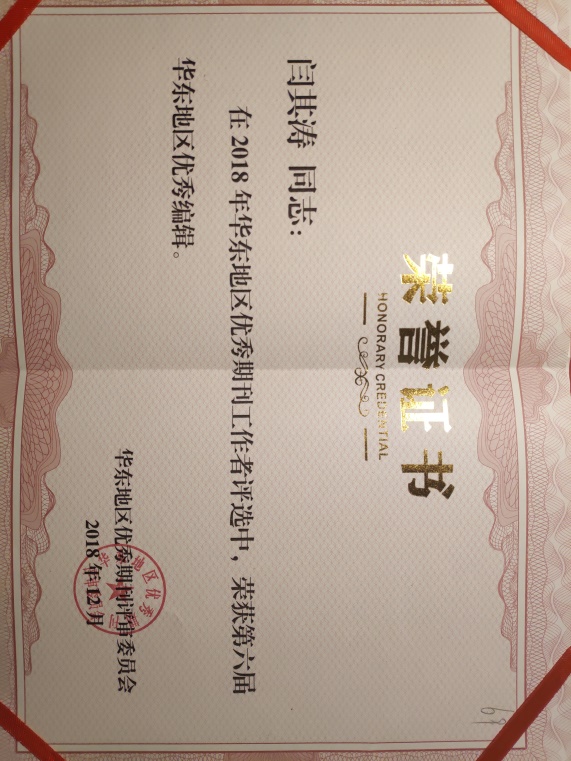 荣誉证书
HONORARY CREDENTIAL
闫其涛 同志：
在2018年华东地区优秀期刊工作者评选中，荣获第六届
华东地区优秀编辑。
华东地区优秀期刊评审委员会
2018年12月